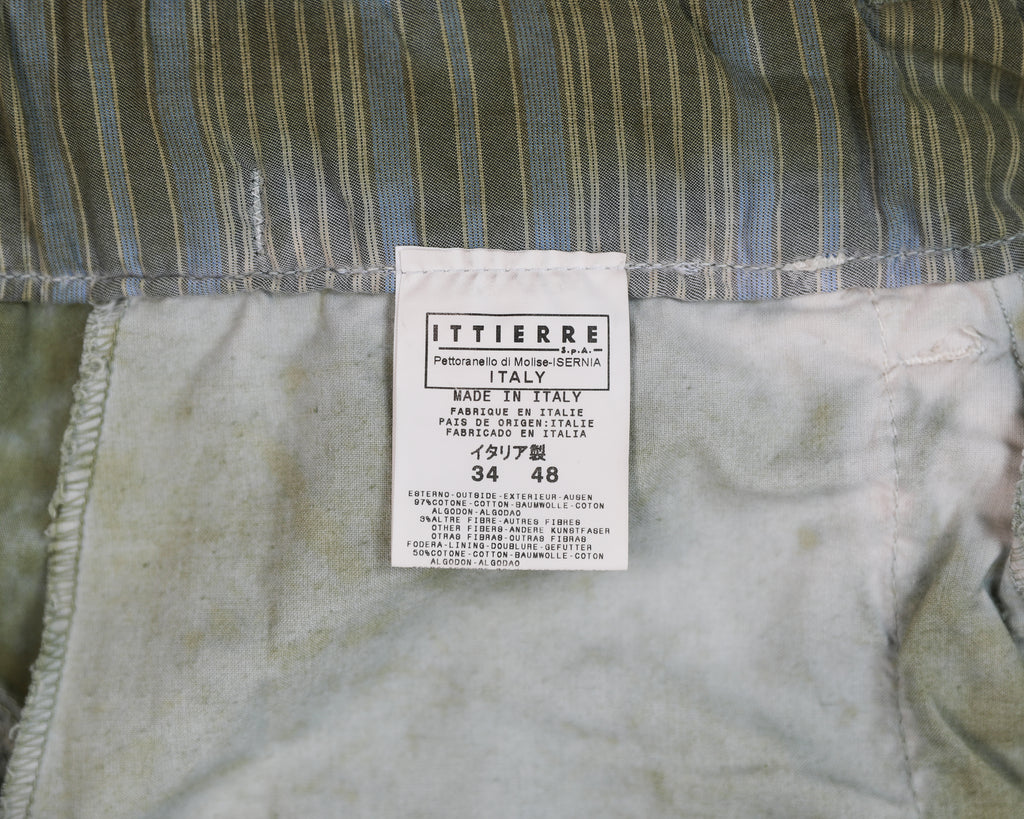 ITTIERRE
S.p.A.
Pettoranello di Molise-ISERNIA
ITALY
MADE IN ITALY
FABRIQUE EN ITALIE
PAIS DE ORIGEN:ITALIE
FABRICADO EN ITALIA
イタリア製
34 48
ESTERNO-OUTSIDE-EXTERIEUR-AUSEN
97%COTONE-COTTON-BAUMWOLLE-COTON
ALGODON-ALGODAO
3%ALTRE FIBRE-AUTRES FIBRES
OTHER FIBERS-ANDERE KUNSTFASER
OTRAS FIBRAS-OUTRAS FIBRAS
FODERA-LINING-DOUBLURE-GEFUTTER
50%COTONE-COTTON-BAUMWOLLE-COTON
ALGODON-ALGODAO